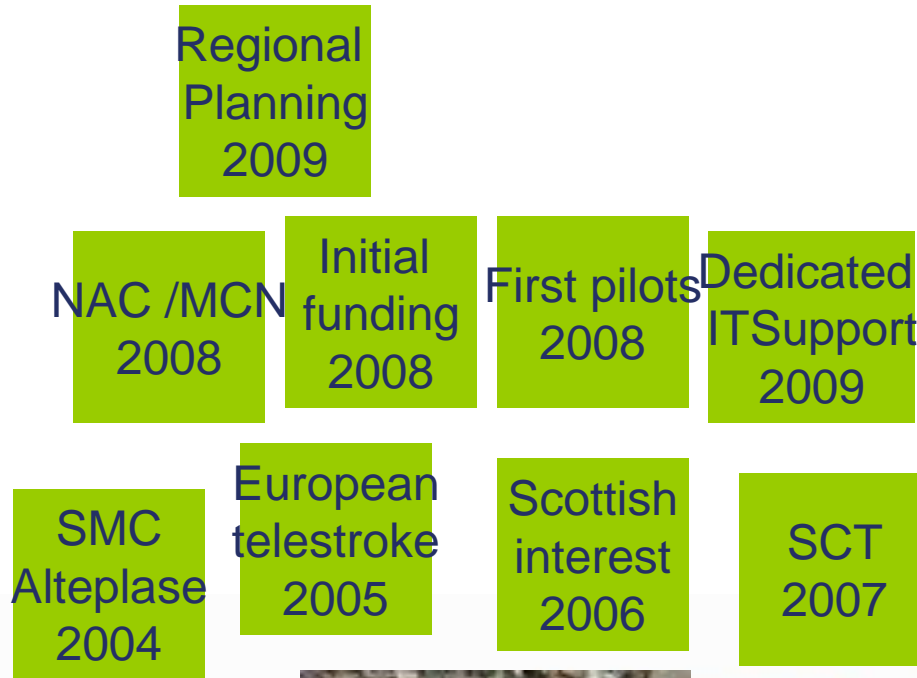 Regional
Planning
2009
NAC /MCN
2008
Initial
funding
2008
First pilots
2008
Dedicated
ITSupport
2009
SMC
Alteplase
2004
European
telestroke
2005
Scottish
interest
2006
SCT
2007